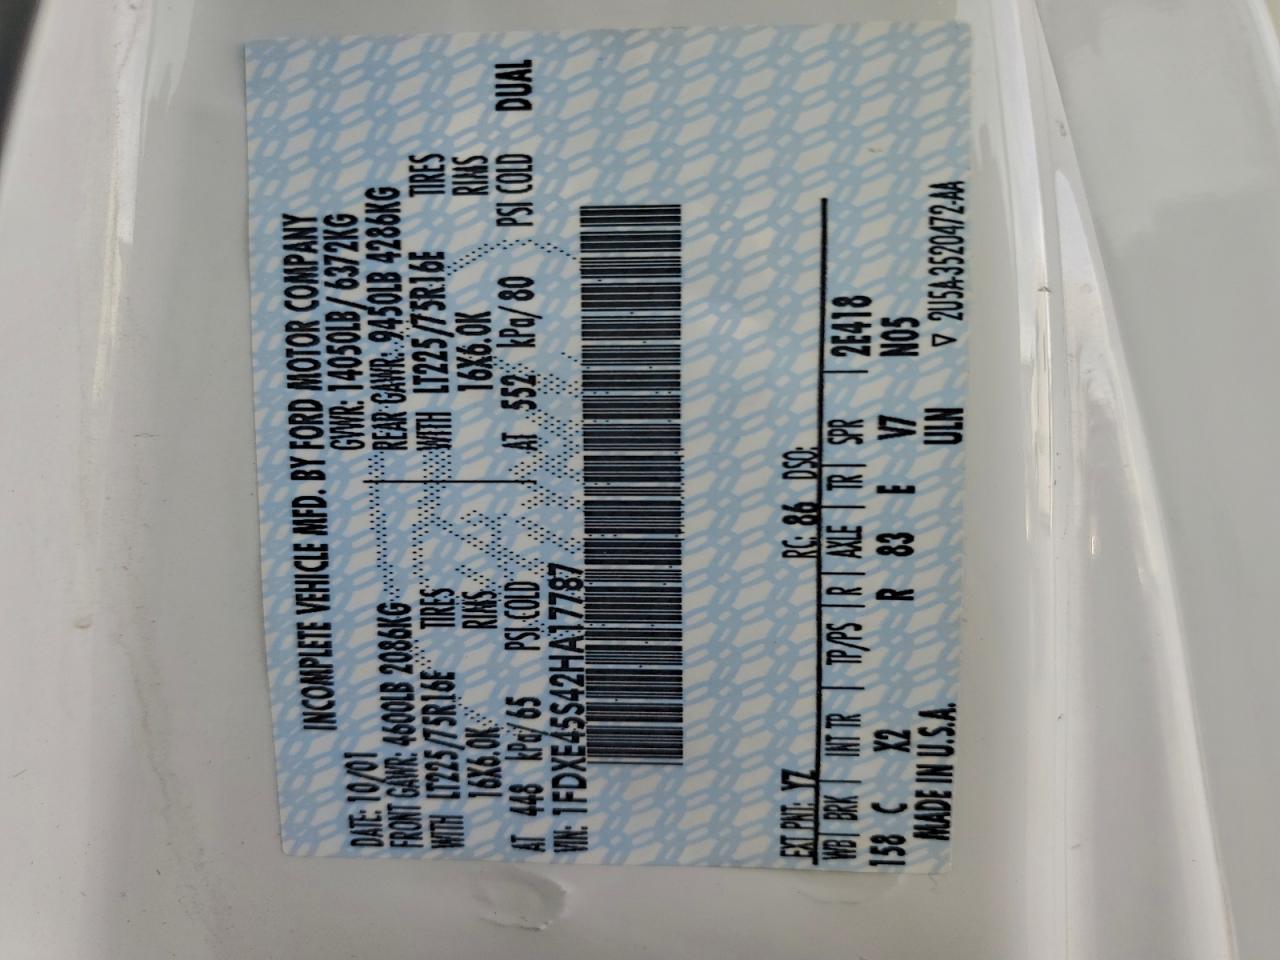 INCOMPLETE VEHICLE MFD. BY FORD MOTOR COMPANY
DATE: 10/01 GVWR: 14050LB/ 6372KG
FRONT GAWR: 4600LB 2086KG REAR GAWR: 9450LB 4286KG
WITH LT225/75R16E TIRES WITH LT225/75R16E TIRES
16X6.0K RIMS 16X6.0K RIMS
AT 448 kPa/65 PSI COLD AT 552 kPa/80 PSI COLD DUAL
VIN: 1FDXE45S42HA17787
EXT PNT: YZ RC: 86 DSO:
WB BRK INT TR TP/PS R AXLE TR SPR 2E418
158 C X2 R 83 E V7 N05
MADE IN U.S.A. ULN ▽ 2U5A-3520472-AA